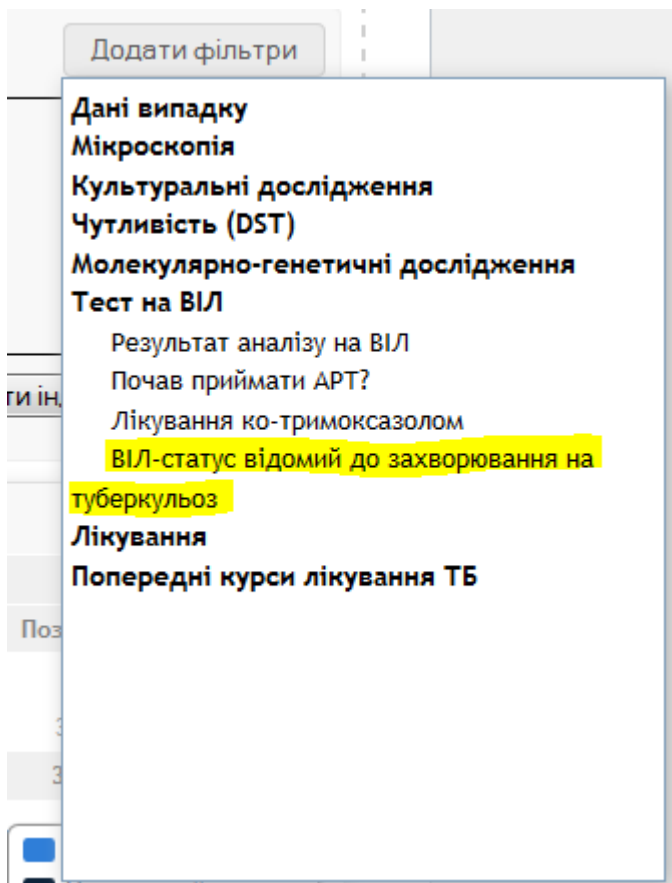 Додати фільтри
Дані випадку
Мікроскопія
Культуральні дослідження
Чутливість (DST)
Молекулярно-генетичні дослідження
Тест на ВІЛ
Результат аналізу на ВІЛ
Почав приймати АРТ?
Лікування ко-тримоксазолом
ВІЛ-статус відомий до захворювання на
туберкульоз
Лікування
Попередні курси лікування ТБ